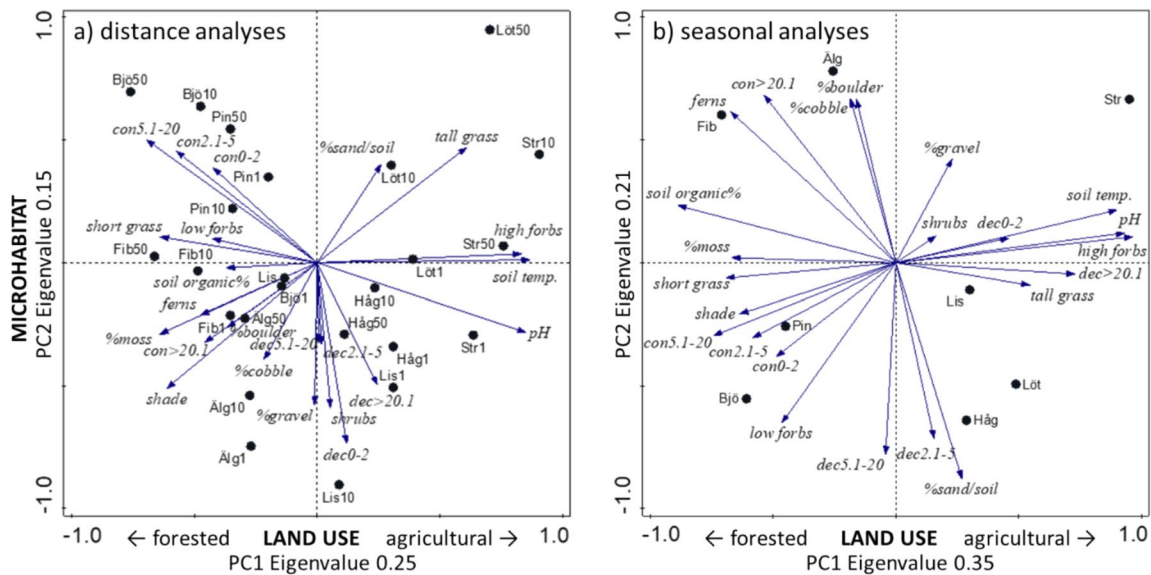 a) distance analyses
1.0
Löt50
Bjö50
Bjö10
Pin50
con5.1-20
con2.1-5
con0-2
%sand/soil
tall grass
Str10
Pin1
Löt10
Pin10
short grass
low forbs
high forbs
Fib50
Fib10
Str50
soil organic%
Lis
Löt1
soil temp.
Bjö1
Håg10
ferns
Fib1
Älg50
Håg50
%moss
%boulder
pH
con>20.1
dec5.1-20
dec2.1-5
Str1
Håg1
%cobble
Lis1
shade
dec>20.1
Älg10
%gravel
shrubs
Älg1
dec0-2
Lis10
-1.0
MICROHABITAT
PC2 Eigenvalue 0.15
-1.0
1.0
← forested LAND USE agricultural →
PC1 Eigenvalue 0.25
b) seasonal analyses
1.0
Älg
con>20.1
%boulder
ferns
%cobble
Str
Fib
%gravel
soil organic%
soil temp.
shrubs
dec0-2
pH
%moss
high forbs
short grass
dec>20.1
Lis
tall grass
shade
Pin
con5.1-20
con2.1-5
con0-2
Bjö
Löt
low forbs
Håg
dec5.1-20
dec2.1-5
%sand/soil
-1.0
PC2 Eigenvalue 0.21
-1.0
1.0
← forested LAND USE agricultural →
PC1 Eigenvalue 0.35